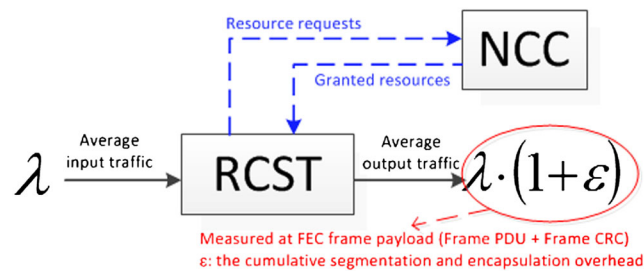 Resource requests
NCC
Granted resources
Average
input traffic
λ
RCST
Average
output traffic
λ·(1+ε)
Measured at FEC frame payload (Frame PDU + Frame CRC)
ε: the cumulative segmentation and encapsulation overhead